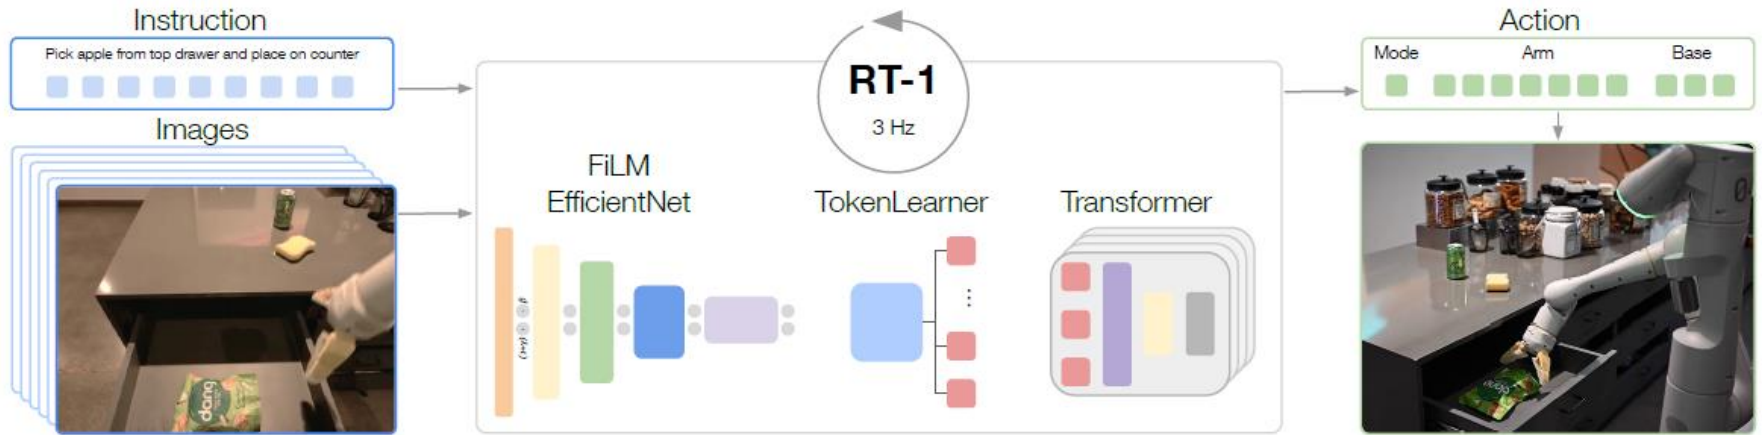 Instruction
Pick apple from top drawer and place on counter
Images
dang
RT-1
3 Hz
FiLM
EfficientNet
TokenLearner
...
Transformer
Action
Mode Arm Base